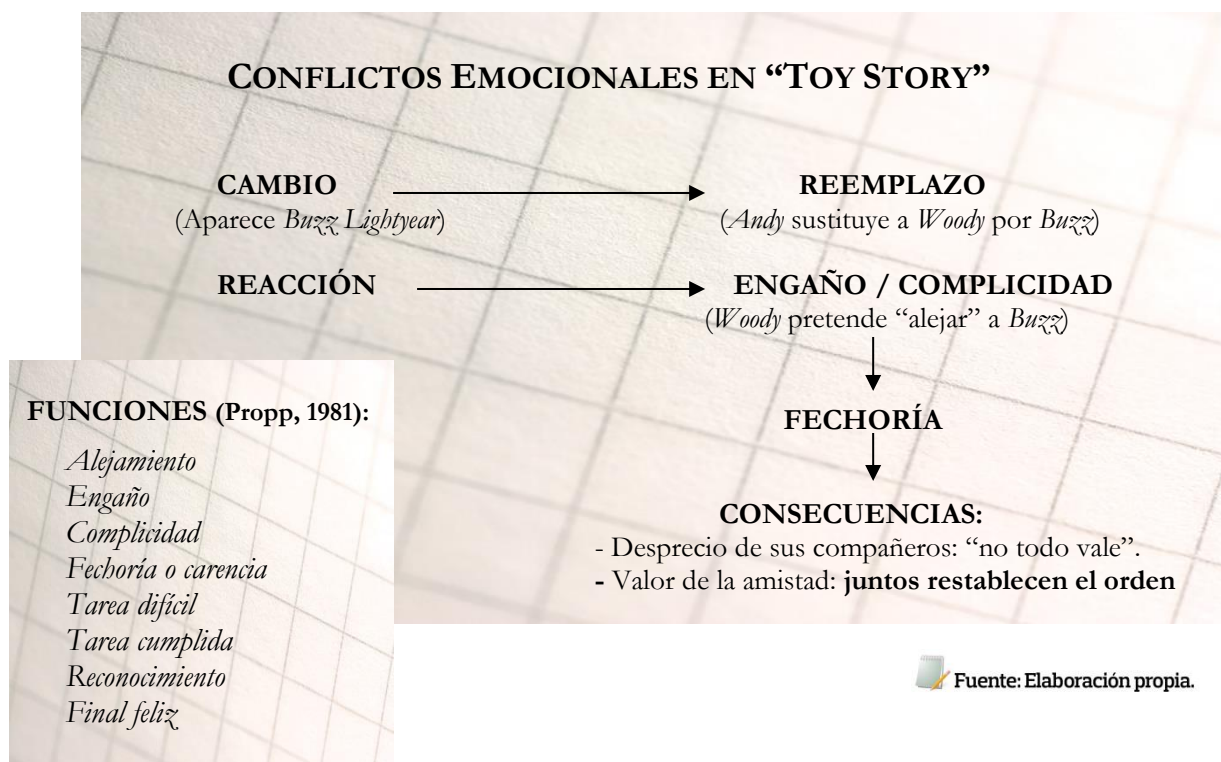 CONFLICTOS EMOCIONALES EN “TOY STORY”
CAMBIO
(Aparece Buzz Lightyear)
REEMPLAZO
(Andy sustituye a Woody por Buzz)
REACCIÓN
ENGAÑO / COMPLICIDAD
(Woody pretende “alejar” a Buzz)
FECHORÍA
CONSECUENCIAS:
- Desprecio de sus compañeros: “no todo vale”.
- Valor de la amistad: juntos restablecen el orden
FUNCIONES (Propp, 1981):
Alejamiento
Engaño
Complicidad
Fechoría o carencia
Tarea difícil
Tarea cumplida
Reconocimiento
Final feliz
Fuente: Elaboración propia.